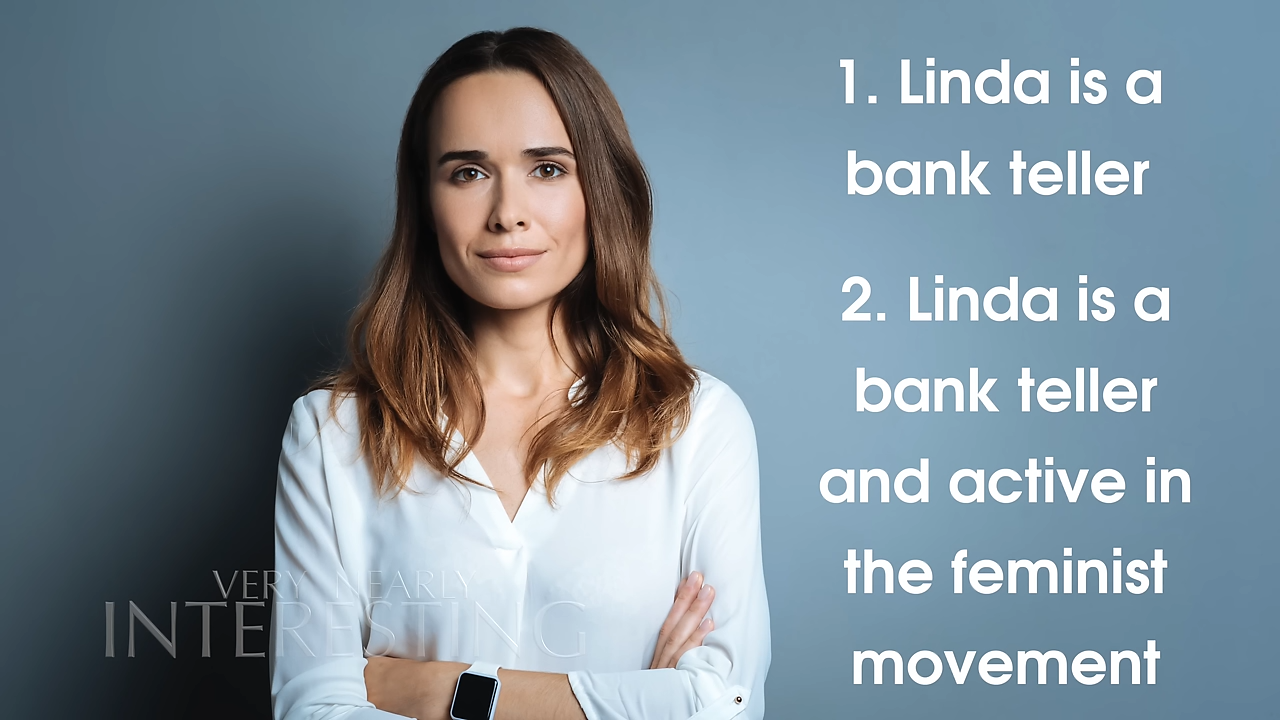 1. Linda is a
bank teller
2. Linda is a
bank teller
and active in
the feminist
movement
VERY NEARLY
INTERESTING